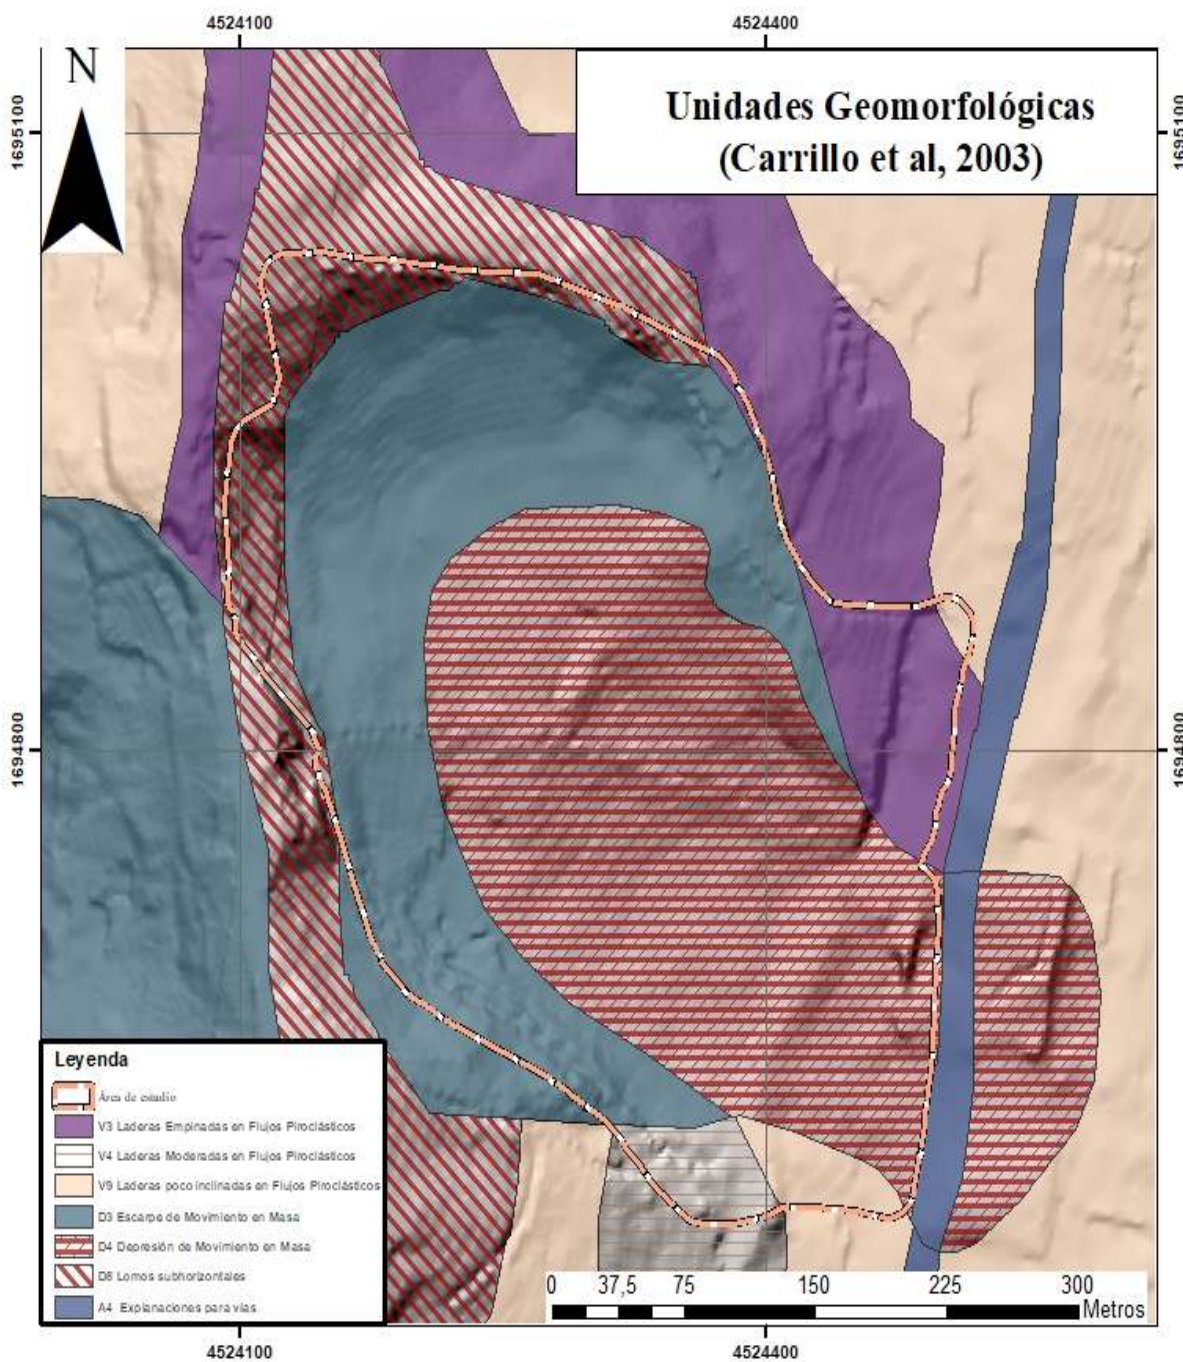 4524100 4524400
N
Unidades Geomorfológicas
(Carrillo et al, 2003)
1695100 1695100
1694800 1694800
Leyenda
Área de estudio
V3 Laderas Empinadas en Flujos Piroclásticos
V4 Laderas Moderadas en Flujos Piroclásticos
V9 Laderas poco inclinadas en Flujos Piroclásticos
D3 Escarpe de Movimiento en Masa
D4 Depresión de Movimiento en Masa
D8 Lomos subhorizontales
A4 Explanaciones para vías
0 37,5 75 150 225 300
Metros
4524100 4524400